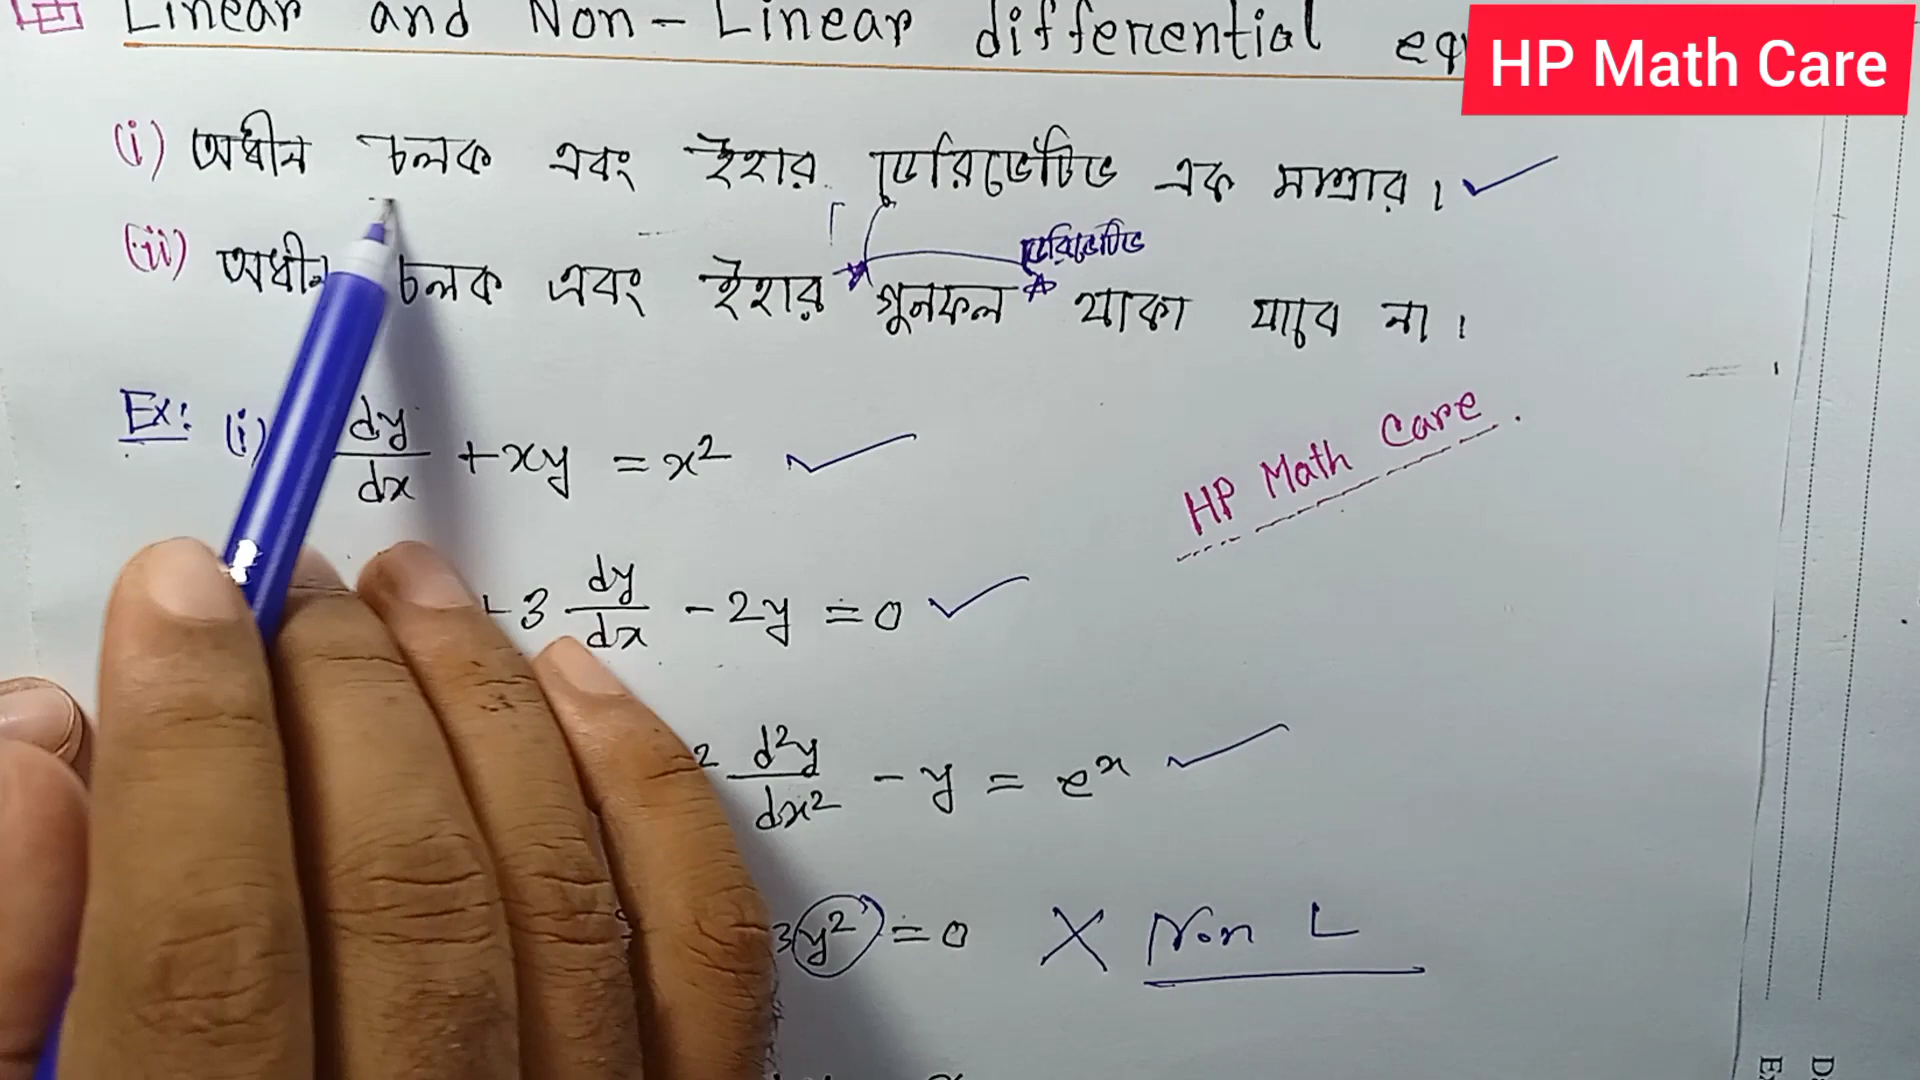 Linear and Non-Linear differential eq
HP Math Care
(i) অধীন চলক এবং ইহার ডেরিভেটিভ এক মাত্রার।
ডেরিভেটিভ
(ii) অধীন চলক এবং ইহার গুনফল থাকা যাবে না।
Ex: (i) dy/dx + xy = x²
HP Math Care
+ 3 dy/dx - 2y = 0
² d²y/dx² - y = eˣ
3y² = 0 X Non L